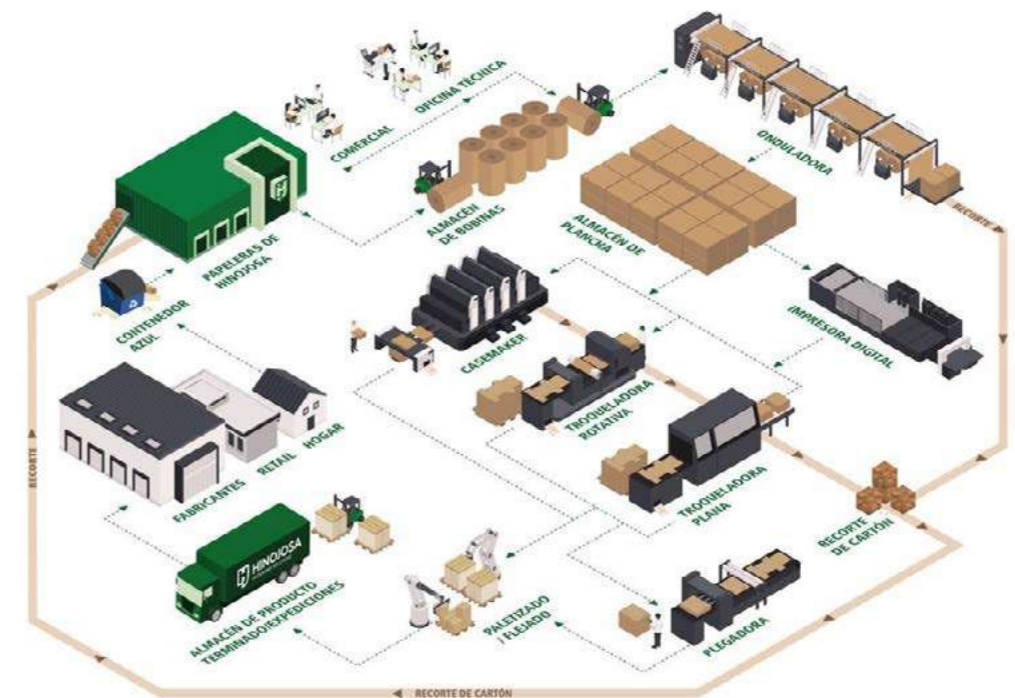 OFICINA TÉCNICA
COMERCIAL
ONDULADORA
ALMACÉN
DE BOBINAS
ALMACÉN DE
PLANCHA
RECORTE
PAPELERAS DE
HINOJOSA
CONTENEDOR
AZUL
IMPRESORA DIGITAL
CASEMAKER
TROQUELADORA
ROTATIVA
HOGAR
RETAIL
FABRICANTES
RECORTE
TROQUELADORA
PLANA
RECORTE
DE CARTÓN
HINOJOSA
ALMACÉN DE PRODUCTO
TERMINADO/EXPEDICIONES
PALETIZADO
/ FLEJADO
PLEGADORA
RECORTE DE CARTÓN